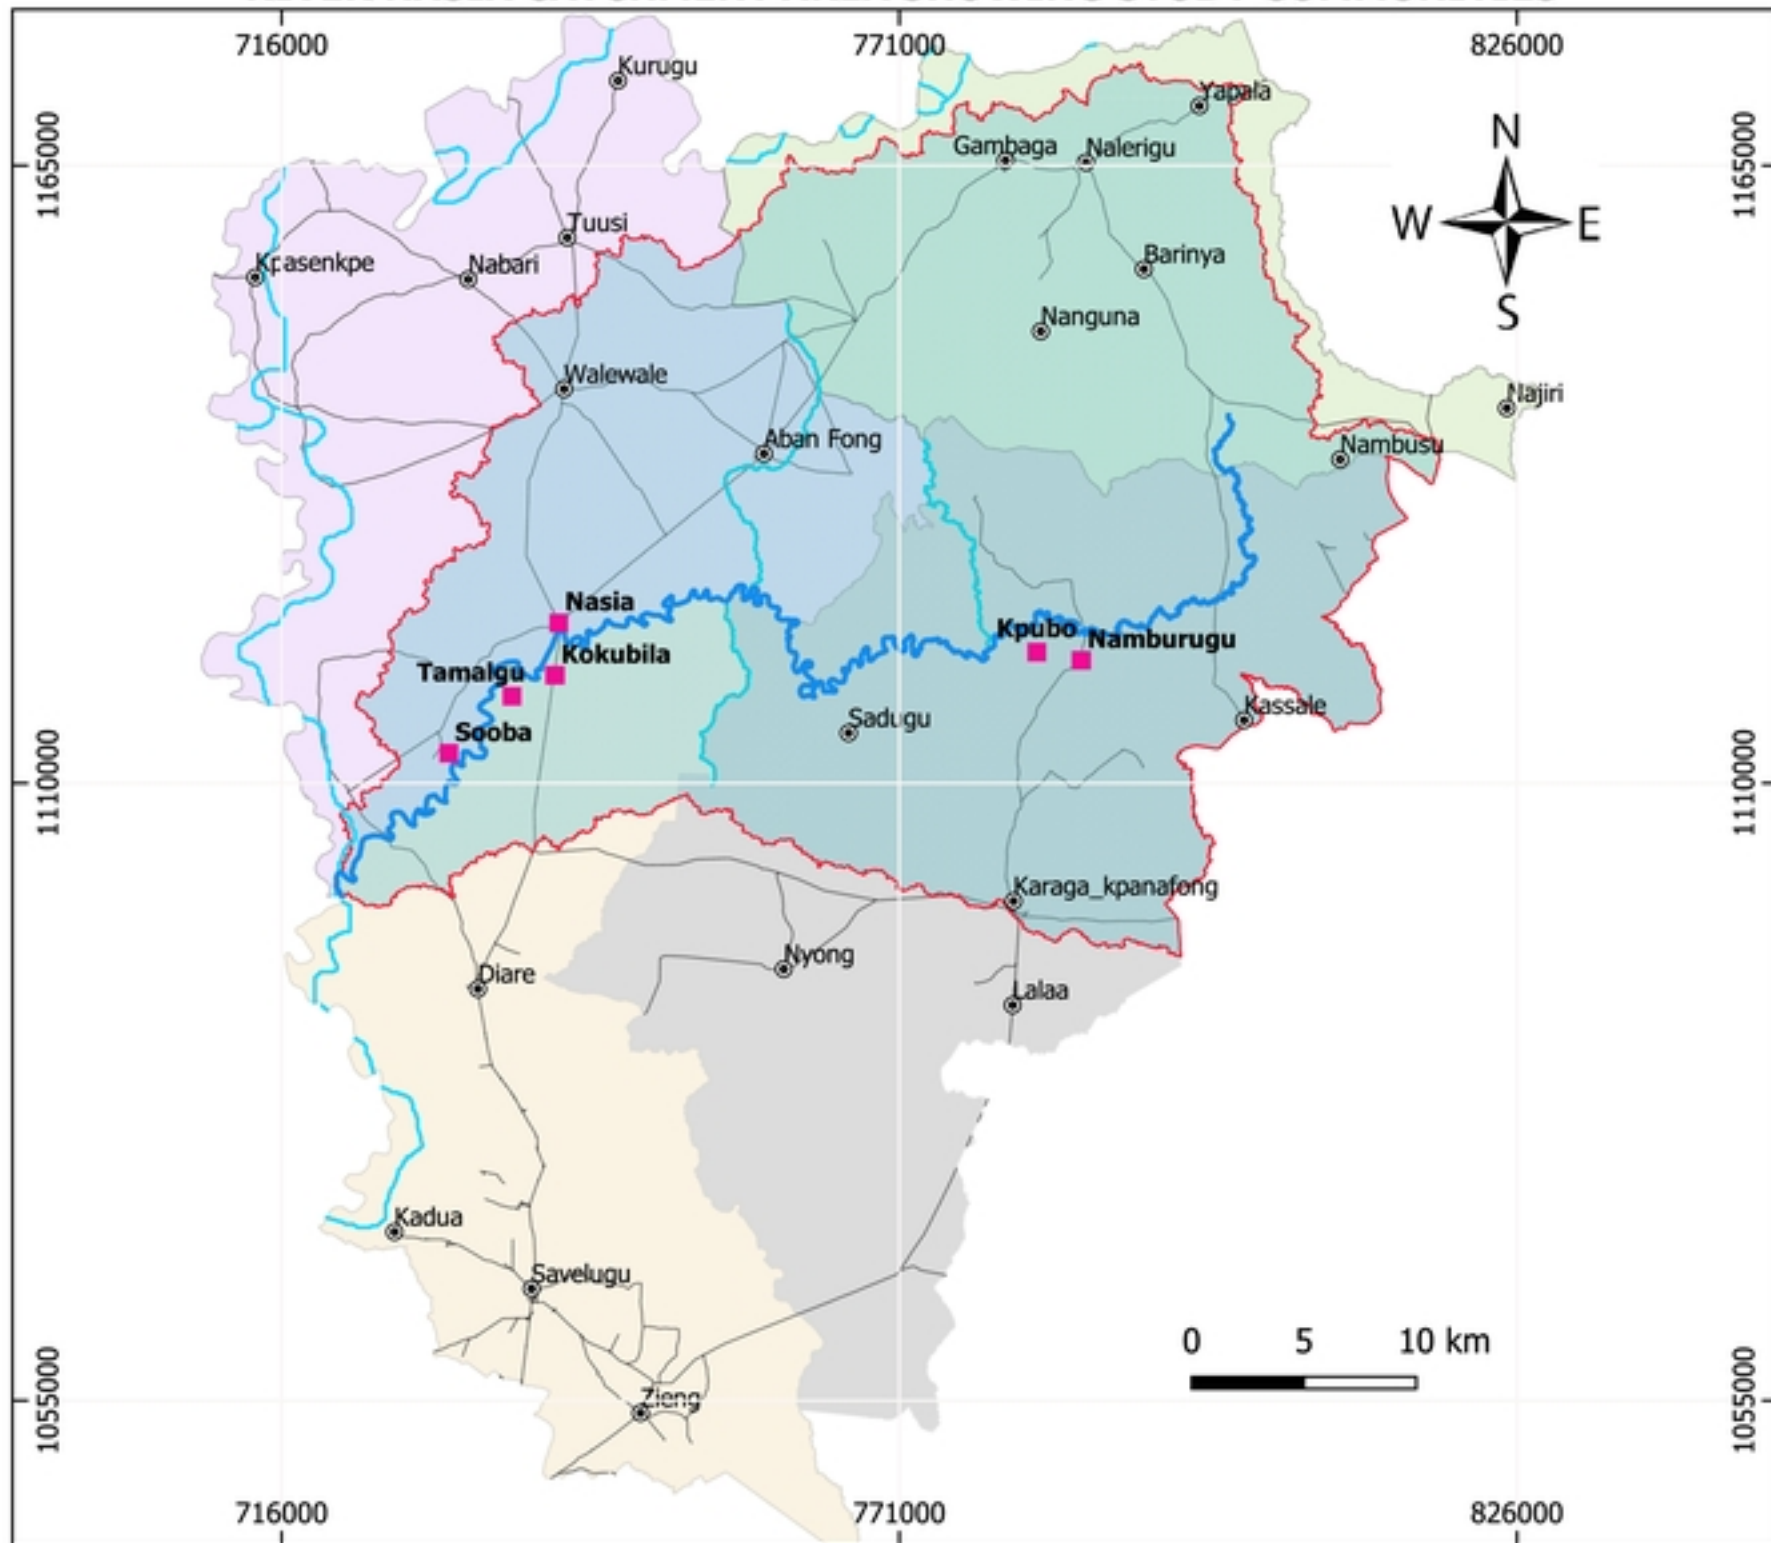 716000 771000 826000
Kurugu
Yapala
Gambaga
Nalerigu
N
1165000
1165000
W E
S
Tuusi
Kpasenkpe
Nabari
Barinya
Nanguna
Walewale
Najiri
Aban Fong
Nambusu
Nasia
Kokubila
Kpubo
Namburugu
Tamalgu
Sooba
Sadugu
Kassale
1110000
1110000
Karaga_kpanafong
Nyong
Diare
Lalaa
Kadua
Savelugu
0 5 10 km
Zieng
1055000
1055000
716000 771000 826000